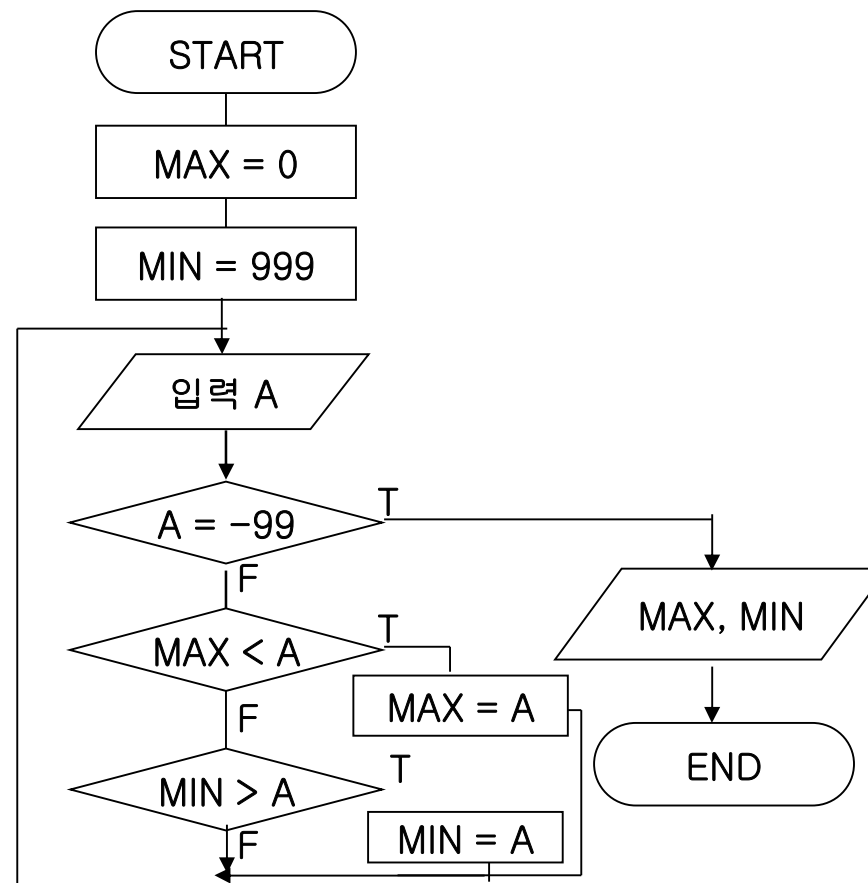 START
MAX = 0
MIN = 999
입력 A
A = -99
T
F
MAX, MIN
MAX < A
T
MAX = A
F
END
MIN > A
T
MIN = A
F